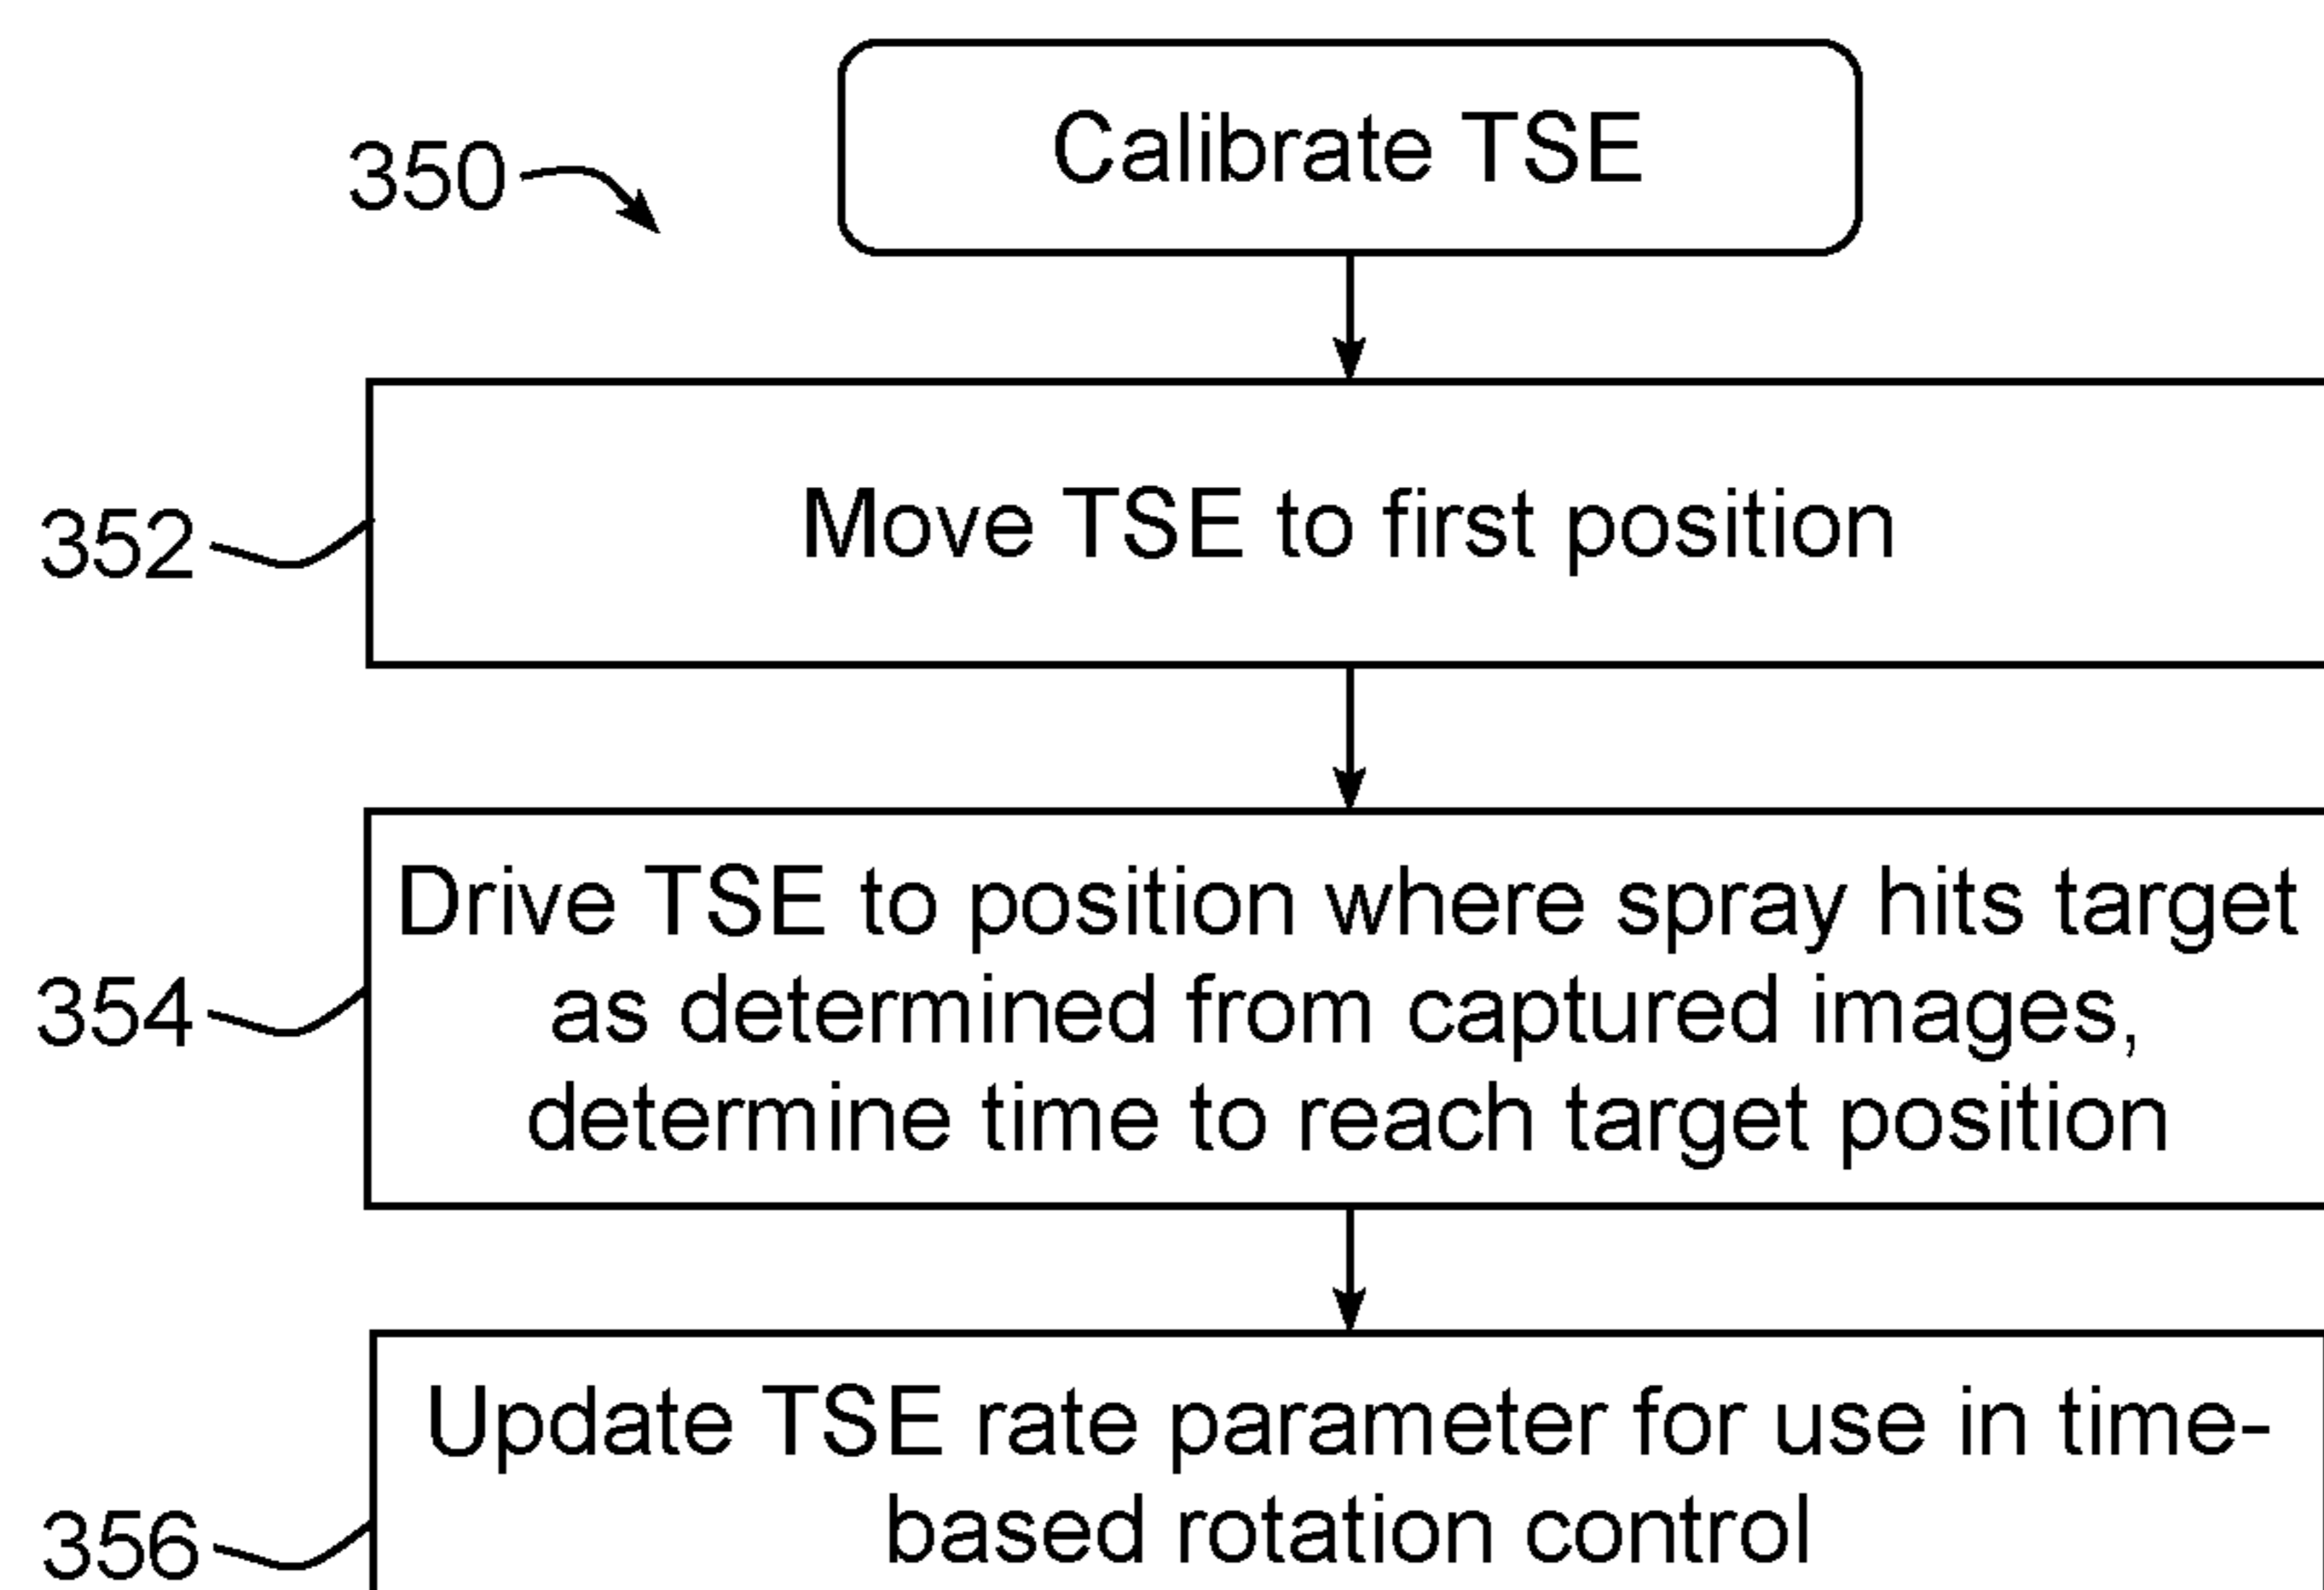 Calibrate TSE
350
Move TSE to first position
352
Drive TSE to position where spray hits target
as determined from captured images,
determine time to reach target position
354
Update TSE rate parameter for use in time-
based rotation control
356